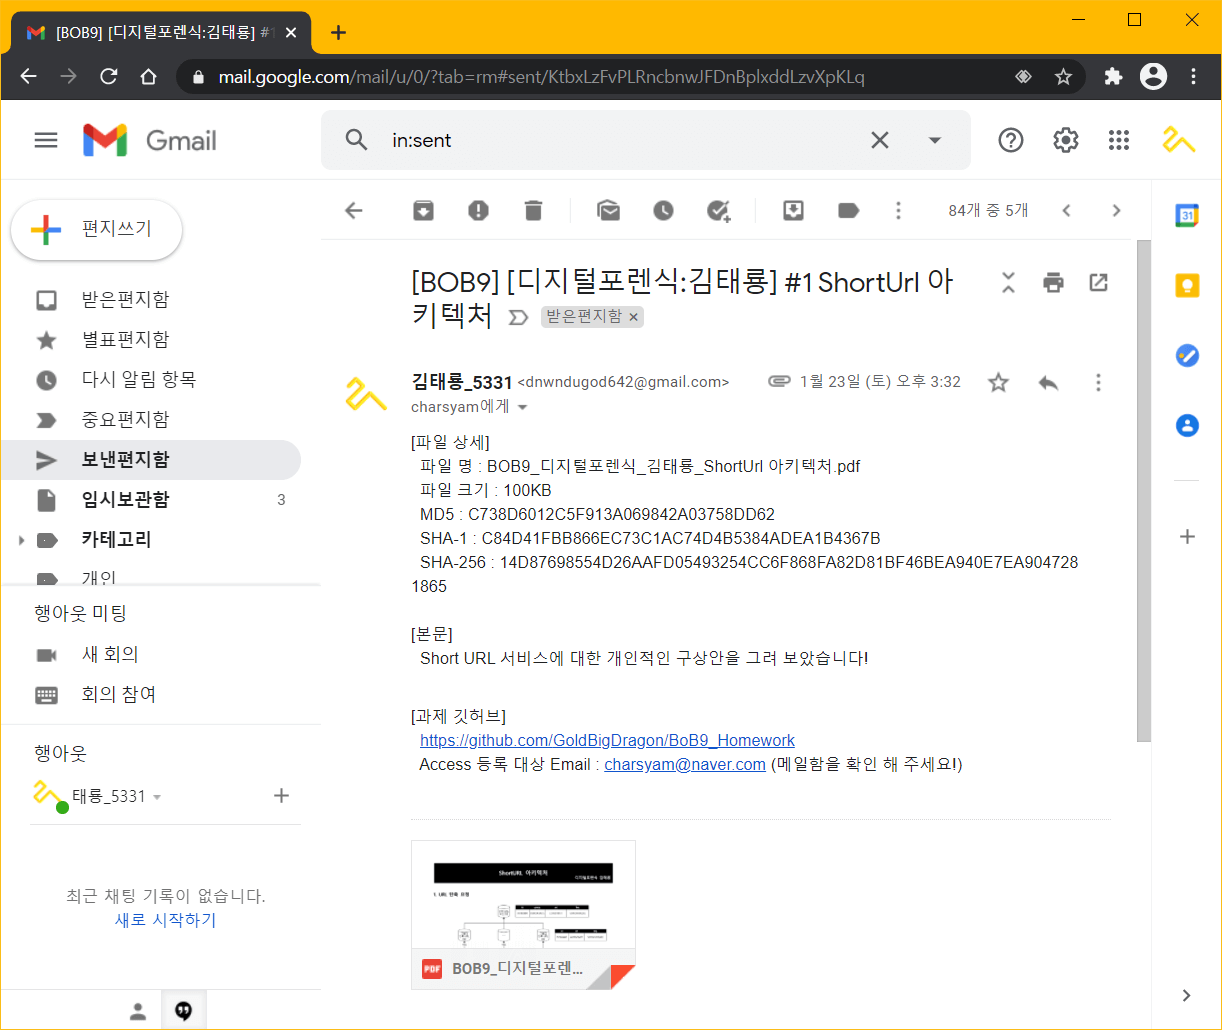 [BOB9] [디지털포렌식:김태룡] #1
mail.google.com/mail/u/0/?tab=rm#sent/KtbxLzFvPLRncbnwJFDnBplxddLzvXpKLq
Gmail
in:sent
편지쓰기
84개 중 5개
31
받은편지함
별표편지함
다시 알림 항목
중요편지함
보낸편지함
임시보관함 3
카테고리
개인
행아웃 미팅
새 회의
회의 참여
행아웃
태룡_5331
최근 채팅 기록이 없습니다.
새로 시작하기
[BOB9] [디지털포렌식:김태룡] #1 ShortUrl 아
키텍처 받은편지함 ×
김태룡_5331 <dnwndugod642@gmail.com> 1월 23일 (토) 오후 3:32
charsyam에게
[파일 상세]
파일 명 : BOB9_디지털포렌식_김태룡_ShortUrl 아키텍처.pdf
파일 크기 : 100KB
MD5 : C738D6012C5F913A069842A03758DD62
SHA-1 : C84D41FBB866EC73C1AC74D4B5384ADEA1B4367B
SHA-256 : 14D87698554D26AAFD05493254CC6F868FA82D81BF46BEA940E7EA904728
1865
[본문]
Short URL 서비스에 대한 개인적인 구상안을 그려 보았습니다!
[과제 깃허브]
https://github.com/GoldBigDragon/BoB9_Homework
Access 등록 대상 Email : charsyam@naver.com (메일함을 확인 해 주세요!)
ShortURL 아키텍처
디지털포렌식 김태룡
1. URL 단축 요청
PDF BOB9_디지털포렌...